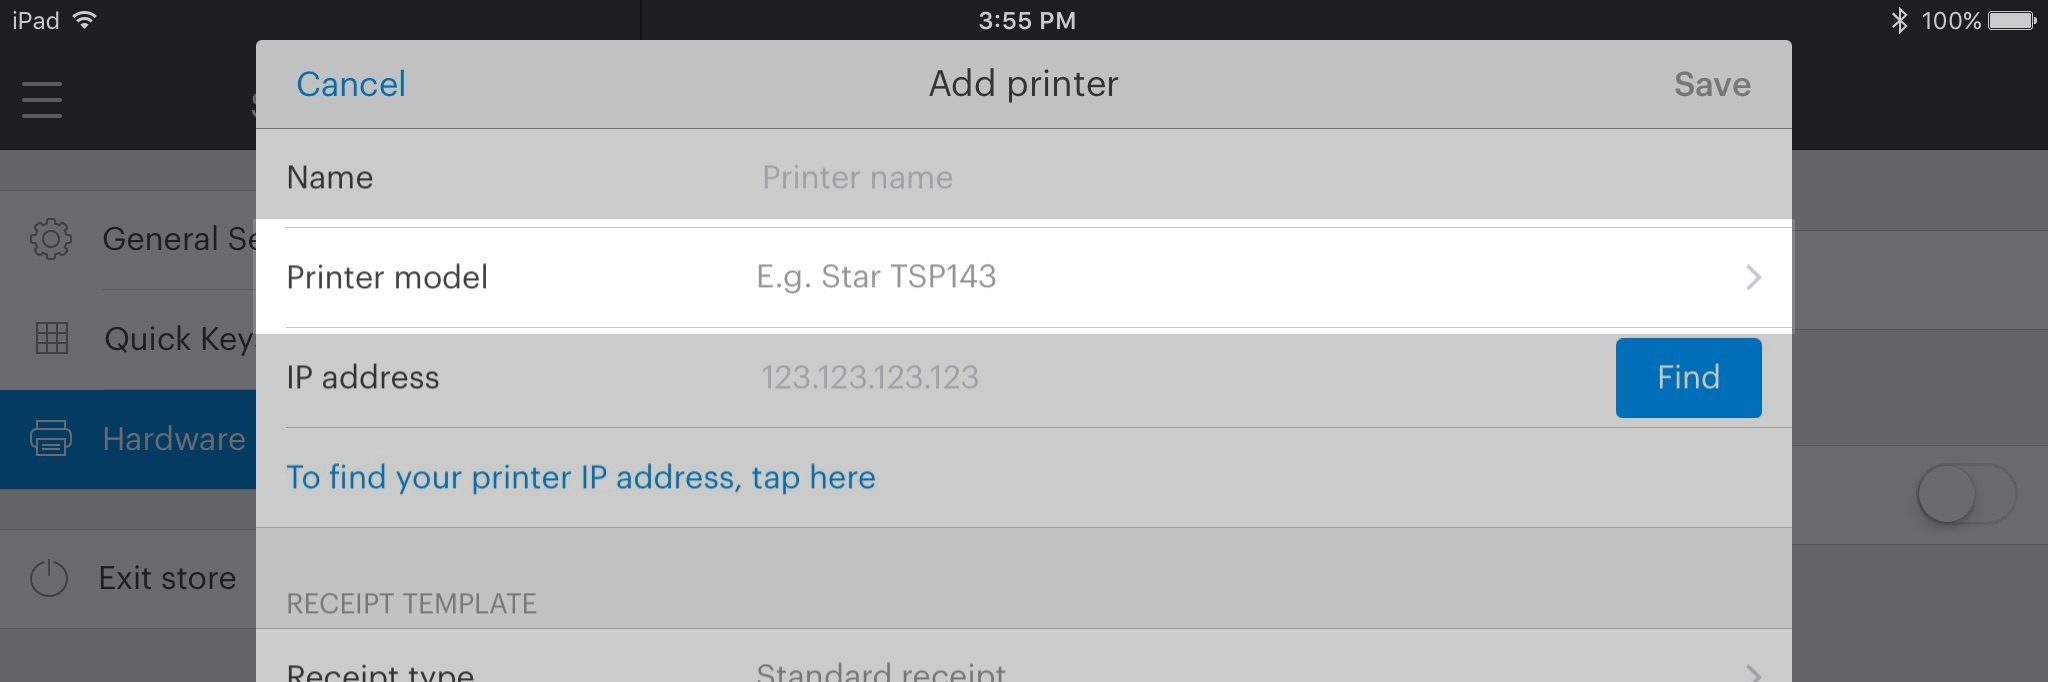 iPad 3:55 PM 100%
Cancel Add printer Save
Name Printer name
General
Printer model E.g. Star TSP143
Quick
IP address 123.123.123.123 Find
Hardware
To find your printer IP address, tap here
Exit store
RECEIPT TEMPLATE
Receipt type Standard receipt